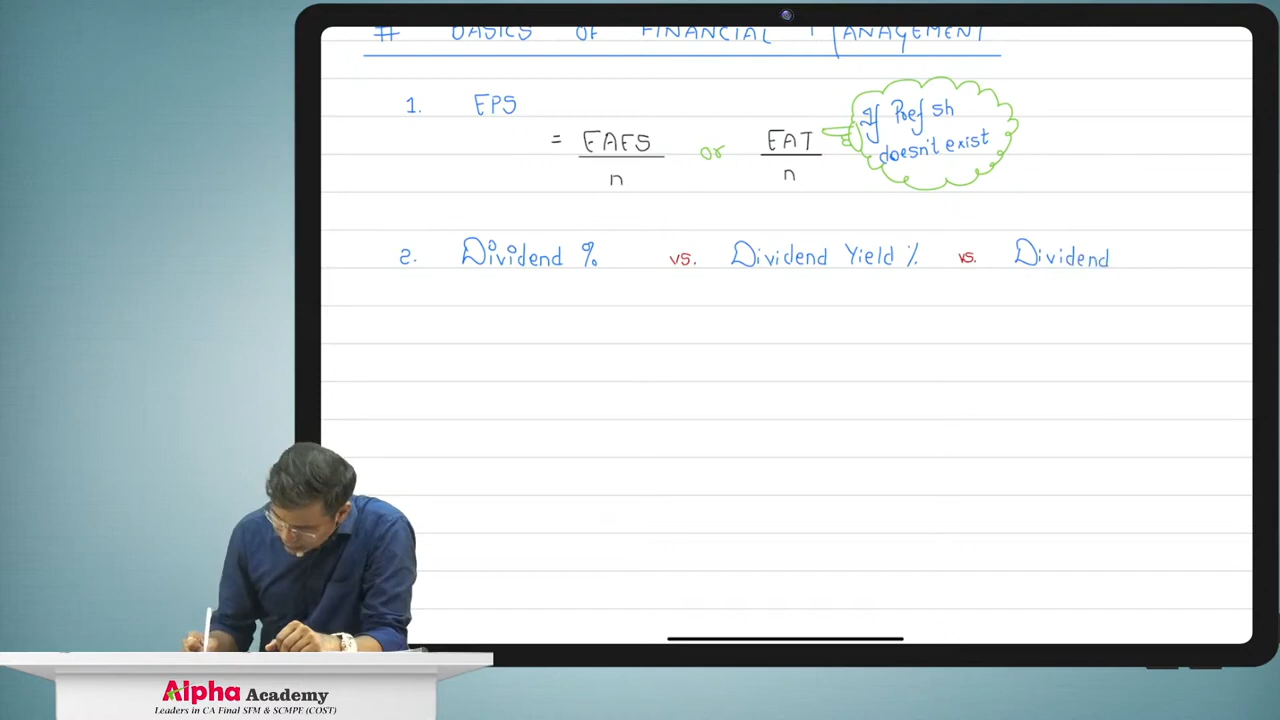 # BASICS OF FINANCIAL MANAGEMENT
1. EPS
= EAES / n or EAT / n
If Pref sh
doesn't exist
2. Dividend % vs. Dividend Yield % vs. Dividend
Alpha Academy
Leaders in CA Final SFM & SCMPE (COST)